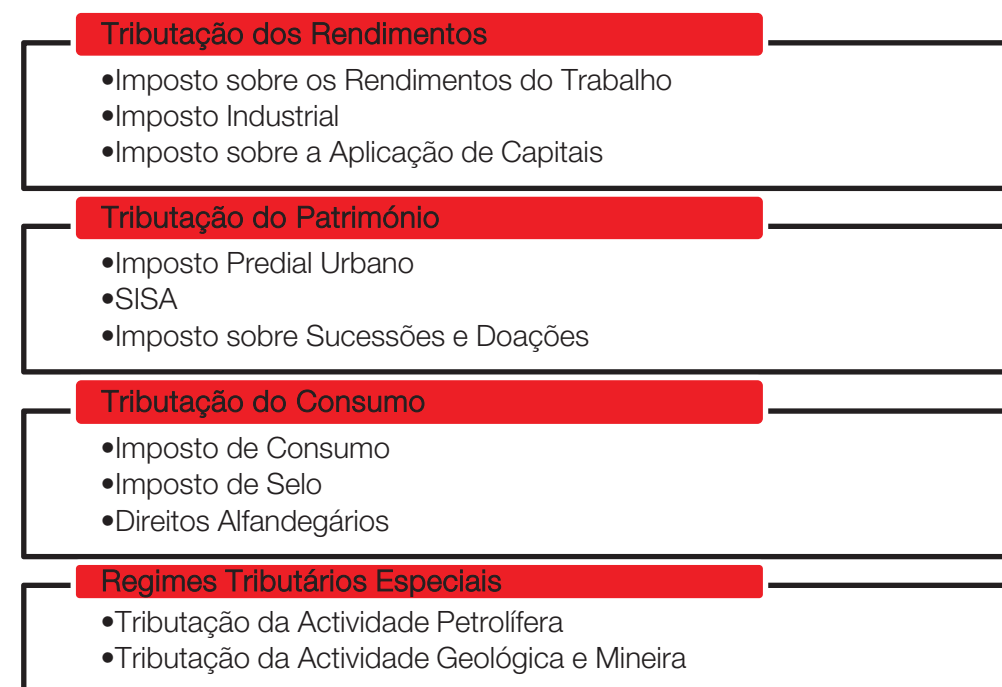 Tributação dos Rendimentos
•Imposto sobre os Rendimentos do Trabalho
•Imposto Industrial
•Imposto sobre a Aplicação de Capitais
Tributação do Património
•Imposto Predial Urbano
•SISA
•Imposto sobre Sucessões e Doações
Tributação do Consumo
•Imposto de Consumo
•Imposto de Selo
•Direitos Alfandegários
Regimes Tributários Especiais
•Tributação da Actividade Petrolífera
•Tributação da Actividade Geológica e Mineira